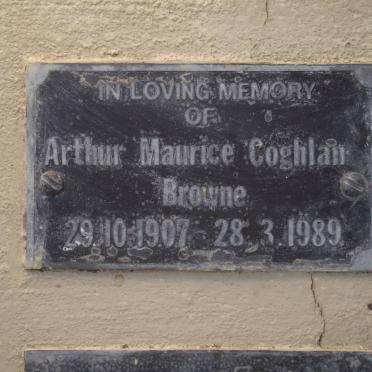 IN LOVING MEMORY
OF
Arthur Maurice Coghlan
Browne
29.10.1907 28.3.1989